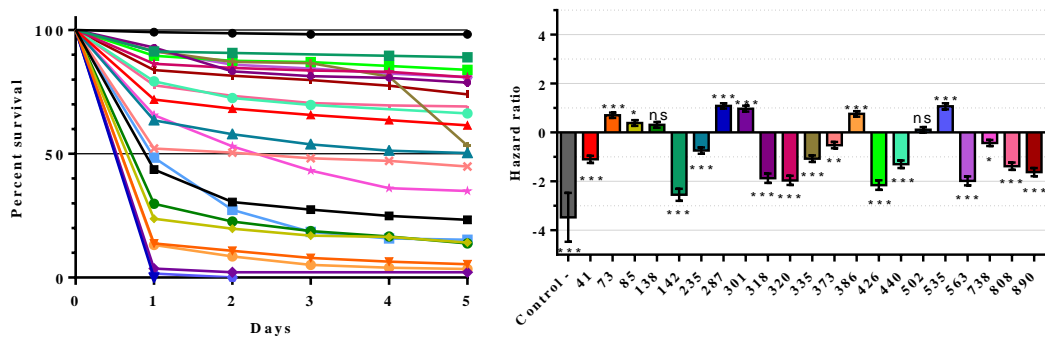 100
50
0
Percent survival
0 1 2 3 4 5
Days
4
2
0
-2
-4
Hazard ratio
*** *** *** * ns *** *** *** *** *** *** *** ** *** *** *** ns *** *** * *** ***
Control - 41 73 85 138 142 235 287 301 318 320 335 373 386 426 440 502 535 563 738 808 890